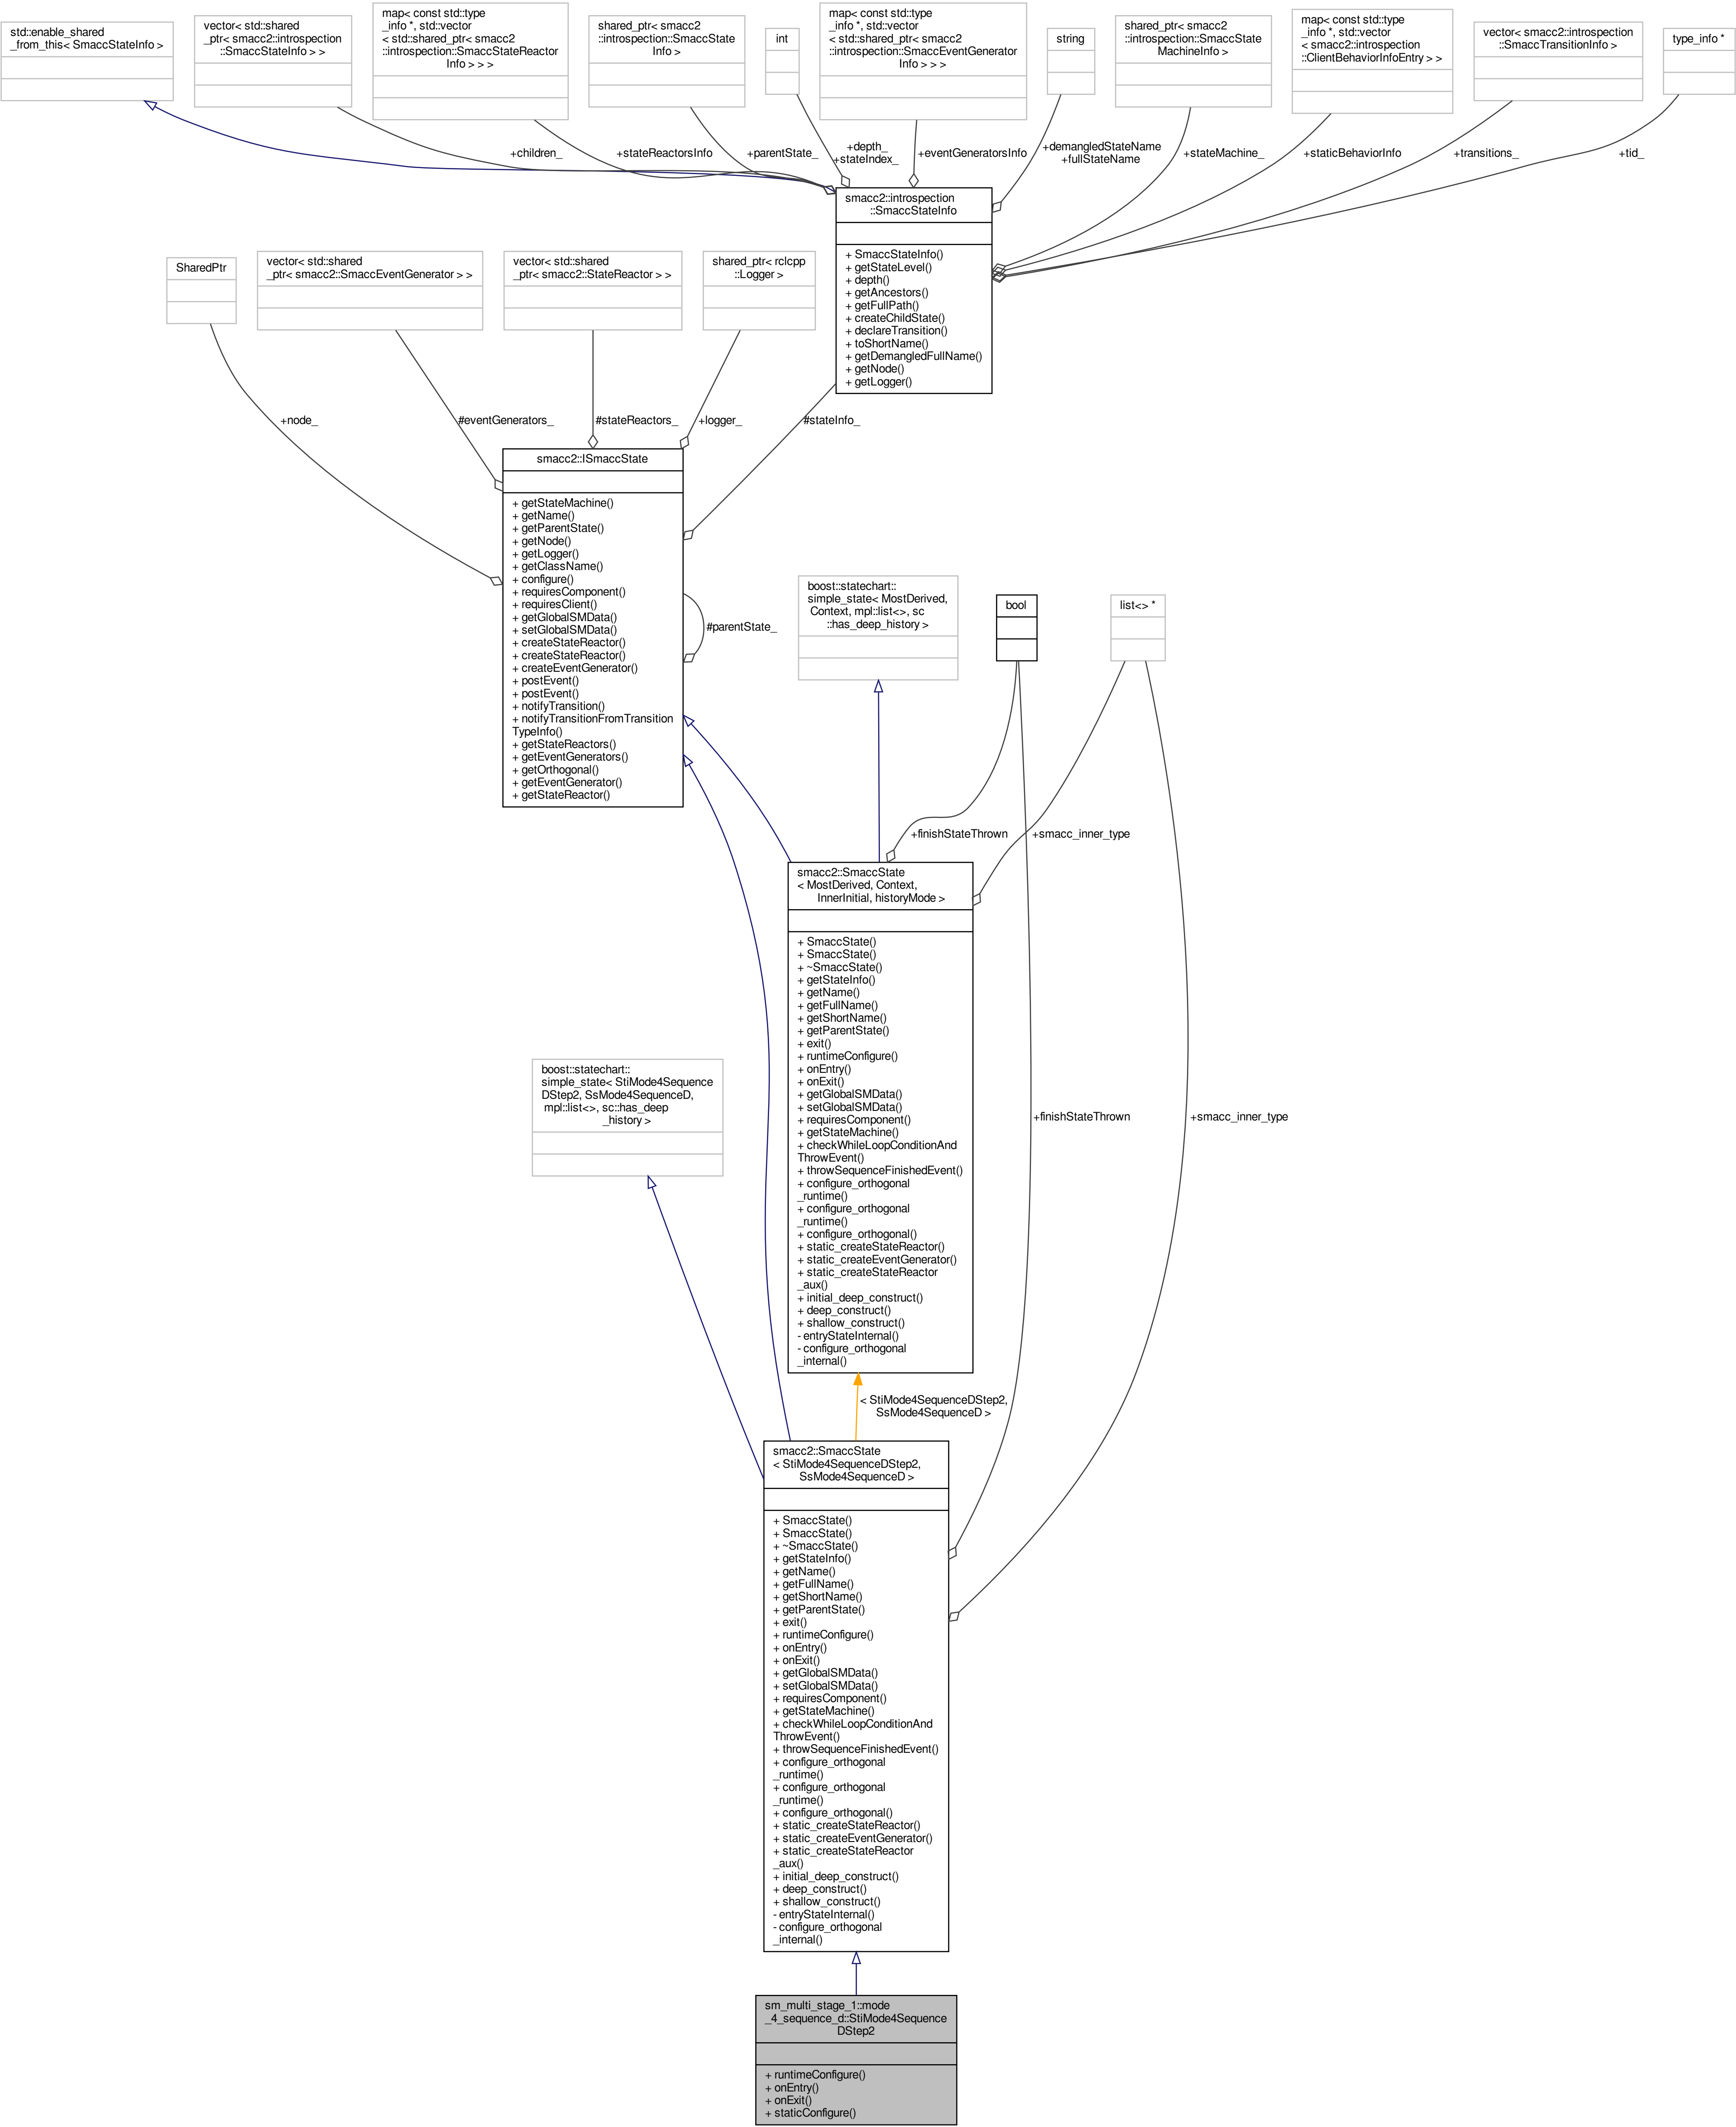 std::enable_shared
_from_this< SmaccStateInfo >
vector< std::shared
_ptr< smacc2::introspection
::SmaccStateInfo > >
map< const std::type
_info *, std::vector
< std::shared_ptr< smacc2
::introspection::SmaccStateReactor
Info > > >
shared_ptr< smacc2
::introspection::SmaccState
Info >
int
map< const std::type
_info *, std::vector
< std::shared_ptr< smacc2
::introspection::SmaccEventGenerator
Info > > >
string
shared_ptr< smacc2
::introspection::SmaccState
MachineInfo >
map< const std::type
_info *, std::vector
< smacc2::introspection
::ClientBehaviorInfoEntry > >
vector< smacc2::introspection
::SmaccTransitionInfo >
type_info *
+children_
+stateReactorsInfo
+parentState_
+depth_
+stateIndex_
+eventGeneratorsInfo
+demangledStateName
+fullStateName
+stateMachine_
+staticBehaviorInfo
+transitions_
+tid_
smacc2::introspection
::SmaccStateInfo
+ SmaccStateInfo()
+ getStateLevel()
+ depth()
+ getAncestors()
+ getFullPath()
+ createChildState()
+ declareTransition()
+ toShortName()
+ getDemangledFullName()
+ getNode()
+ getLogger()
SharedPtr
vector< std::shared
_ptr< smacc2::SmaccEventGenerator > >
vector< std::shared
_ptr< smacc2::StateReactor > >
shared_ptr< rclcpp
::Logger >
+node_
#eventGenerators_
#stateReactors_
+logger_
#stateInfo_
smacc2::ISmaccState
+ getStateMachine()
+ getName()
+ getParentState()
+ getNode()
+ getLogger()
+ getClassName()
+ configure()
+ requiresComponent()
+ requiresClient()
+ getGlobalSMData()
+ setGlobalSMData()
+ createStateReactor()
+ createStateReactor()
+ createEventGenerator()
+ postEvent()
+ postEvent()
+ notifyTransition()
+ notifyTransitionFromTransition
TypeInfo()
+ getStateReactors()
+ getEventGenerators()
+ getOrthogonal()
+ getEventGenerator()
+ getStateReactor()
#parentState_
boost::statechart::
simple_state< MostDerived,
Context, mpl::list<>, sc
::has_deep_history >
bool
list<> *
+finishStateThrown
+smacc_inner_type
smacc2::SmaccState
< MostDerived, Context,
InnerInitial, historyMode >
+ SmaccState()
+ SmaccState()
+ ~SmaccState()
+ getStateInfo()
+ getName()
+ getFullName()
+ getShortName()
+ getParentState()
+ exit()
+ runtimeConfigure()
+ onEntry()
+ onExit()
+ getGlobalSMData()
+ setGlobalSMData()
+ requiresComponent()
+ getStateMachine()
+ checkWhileLoopConditionAnd
ThrowEvent()
+ throwSequenceFinishedEvent()
+ configure_orthogonal
_runtime()
+ configure_orthogonal
_runtime()
+ configure_orthogonal()
+ static_createStateReactor()
+ static_createEventGenerator()
+ static_createStateReactor
_aux()
+ initial_deep_construct()
+ deep_construct()
+ shallow_construct()
- entryStateInternal()
- configure_orthogonal
_internal()
boost::statechart::
simple_state< StiMode4Sequence
DStep2, SsMode4SequenceD,
mpl::list<>, sc::has_deep
_history >
+finishStateThrown
+smacc_inner_type
< StiMode4SequenceDStep2,
SsMode4SequenceD >
smacc2::SmaccState
< StiMode4SequenceDStep2,
SsMode4SequenceD >
+ SmaccState()
+ SmaccState()
+ ~SmaccState()
+ getStateInfo()
+ getName()
+ getFullName()
+ getShortName()
+ getParentState()
+ exit()
+ runtimeConfigure()
+ onEntry()
+ onExit()
+ getGlobalSMData()
+ setGlobalSMData()
+ requiresComponent()
+ getStateMachine()
+ checkWhileLoopConditionAnd
ThrowEvent()
+ throwSequenceFinishedEvent()
+ configure_orthogonal
_runtime()
+ configure_orthogonal
_runtime()
+ configure_orthogonal()
+ static_createStateReactor()
+ static_createEventGenerator()
+ static_createStateReactor
_aux()
+ initial_deep_construct()
+ deep_construct()
+ shallow_construct()
- entryStateInternal()
- configure_orthogonal
_internal()
sm_multi_stage_1::mode
_4_sequence_d::StiMode4Sequence
DStep2
+ runtimeConfigure()
+ onEntry()
+ onExit()
+ staticConfigure()